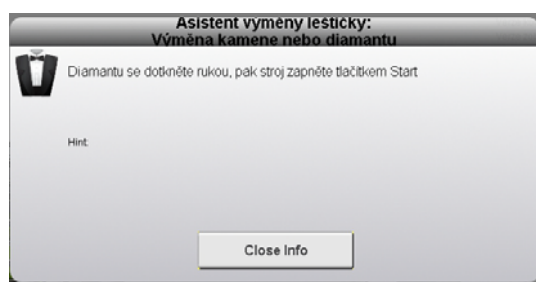 Asistent výměny leštičky:
Výměna kamene nebo diamantu
Diamantu se dotkněte rukou, pak stroj zapněte tlačítkem Start
Hint:
Close Info